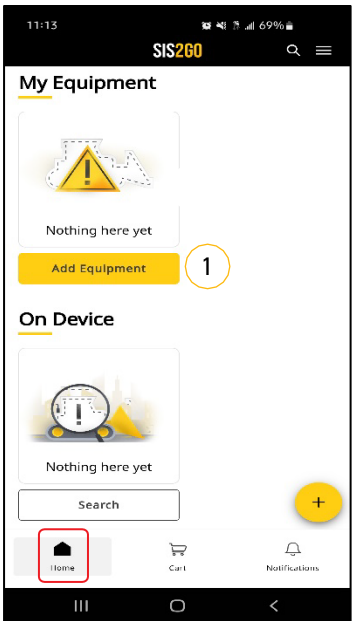 11:13
69%
SIS2GO
My Equipment
Nothing here yet
Add Equipment
1
On Device
Nothing here yet
Search
+
Home
Cart
Notifications